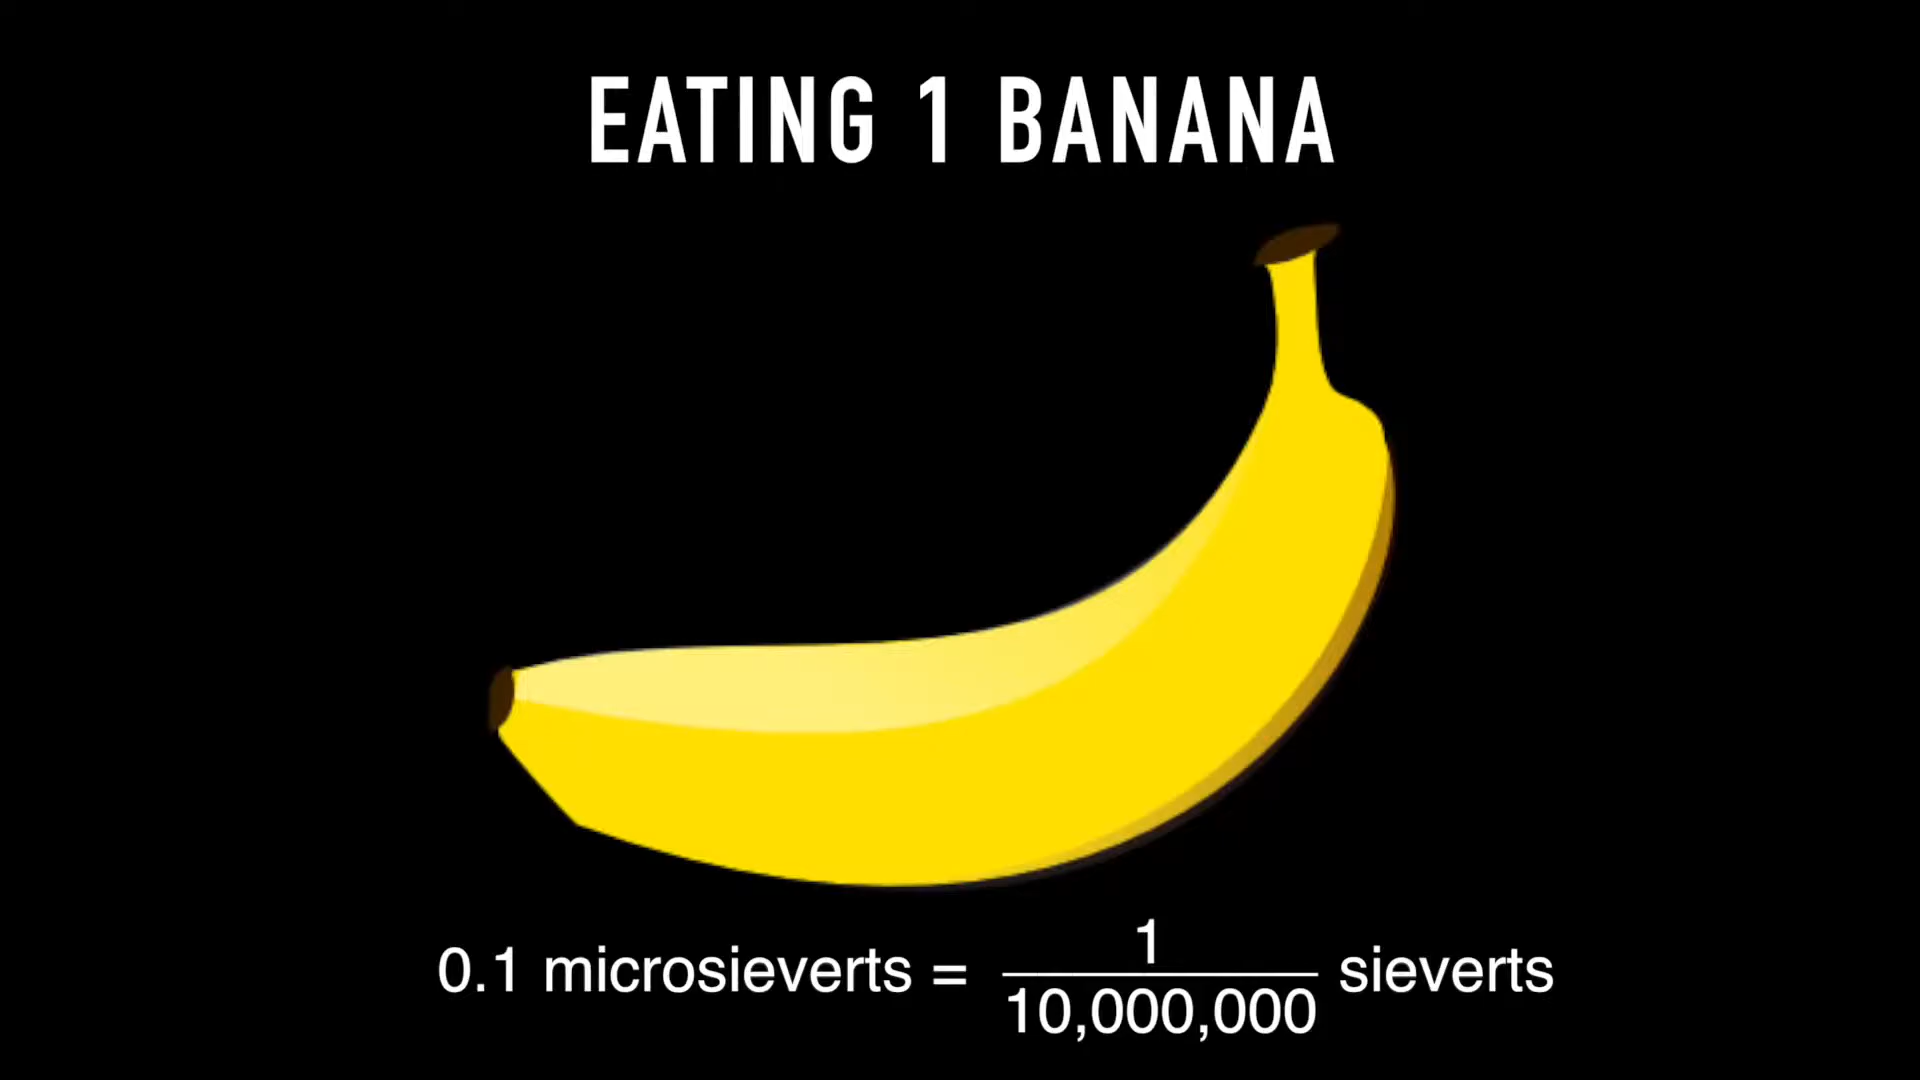 EATING 1 BANANA
0.1 microsieverts = 1/10,000,000 sieverts